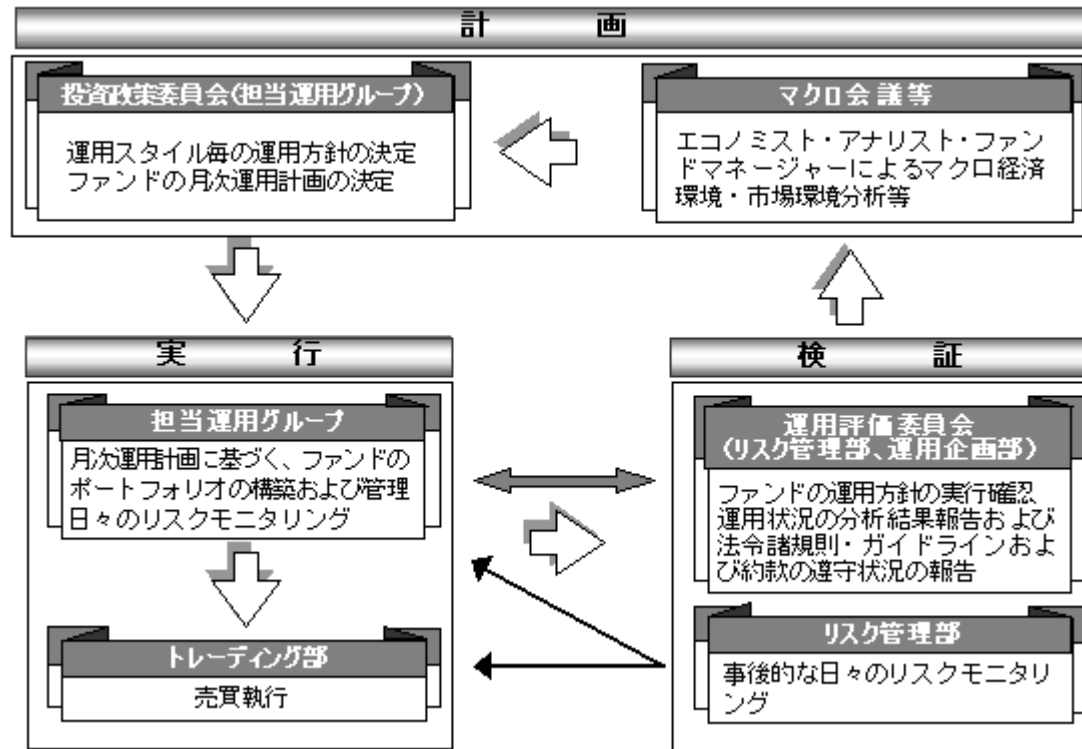 計画
投資政策委員会（担当運用グループ）
運用スタイル毎の運用方針の決定
ファンドの月次運用計画の決定
マクロ会議等
エコノミスト・アナリスト・ファン
ドマネージャーによるマクロ経済
環境・市場環境分析等
実行
担当運用グループ
月次運用計画に基づく、ファンドの
ポートフォリオの構築および管理
日々のリスクモニタリング
トレーディング部
売買執行
検証
運用評価委員会
（リスク管理部、運用企画部）
ファンドの運用方針の実行確認
運用状況の分析結果報告および
法令諸規則・ガイドラインおよ
び約款の遵守状況の報告
リスク管理部
事後的な日々のリスクモニタリ
ング